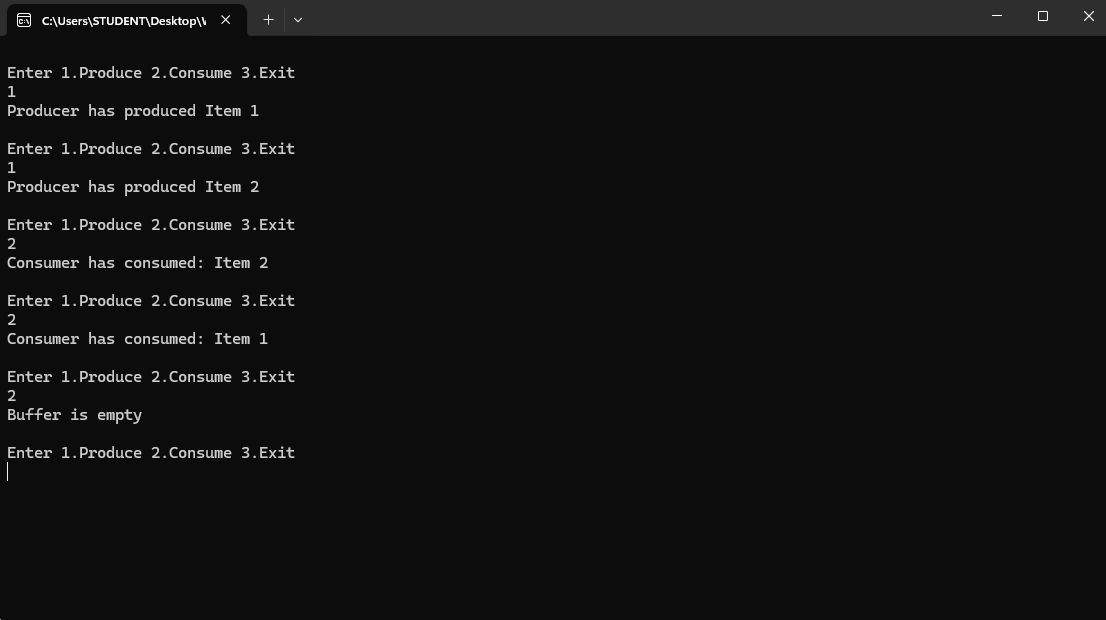 C:\Users\STUDENT\Desktop\
Enter 1.Produce 2.Consume 3.Exit
1
Producer has produced Item 1
Enter 1.Produce 2.Consume 3.Exit
1
Producer has produced Item 2
Enter 1.Produce 2.Consume 3.Exit
2
Consumer has consumed: Item 2
Enter 1.Produce 2.Consume 3.Exit
2
Consumer has consumed: Item 1
Enter 1.Produce 2.Consume 3.Exit
2
Buffer is empty
Enter 1.Produce 2.Consume 3.Exit